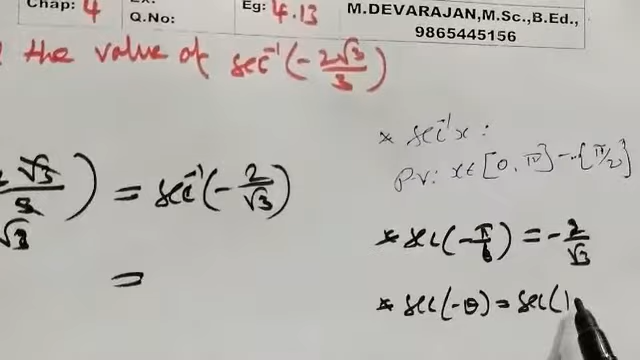 Chap: 4
Q.No:
Eg: 4.13
M.DEVARAJAN,M.Sc.,B.Ed.,
9865445156
the value of sec⁻¹(-2√3/3)
√3/3) = sec⁻¹(-2/√3)
√3
=
* sec⁻¹x :
P.V: x∈[0, π] - {π/2}
* sec(-π/6) = -2/√3
* sec(-θ) = sec(